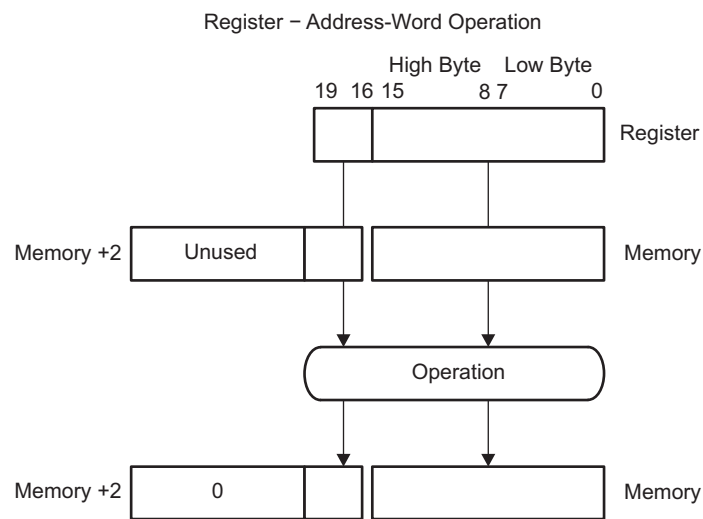 Register − Address-Word Operation
High Byte Low Byte
19 16 15 8 7 0
Register
Memory +2 Unused Memory
Operation
Memory +2 0 Memory